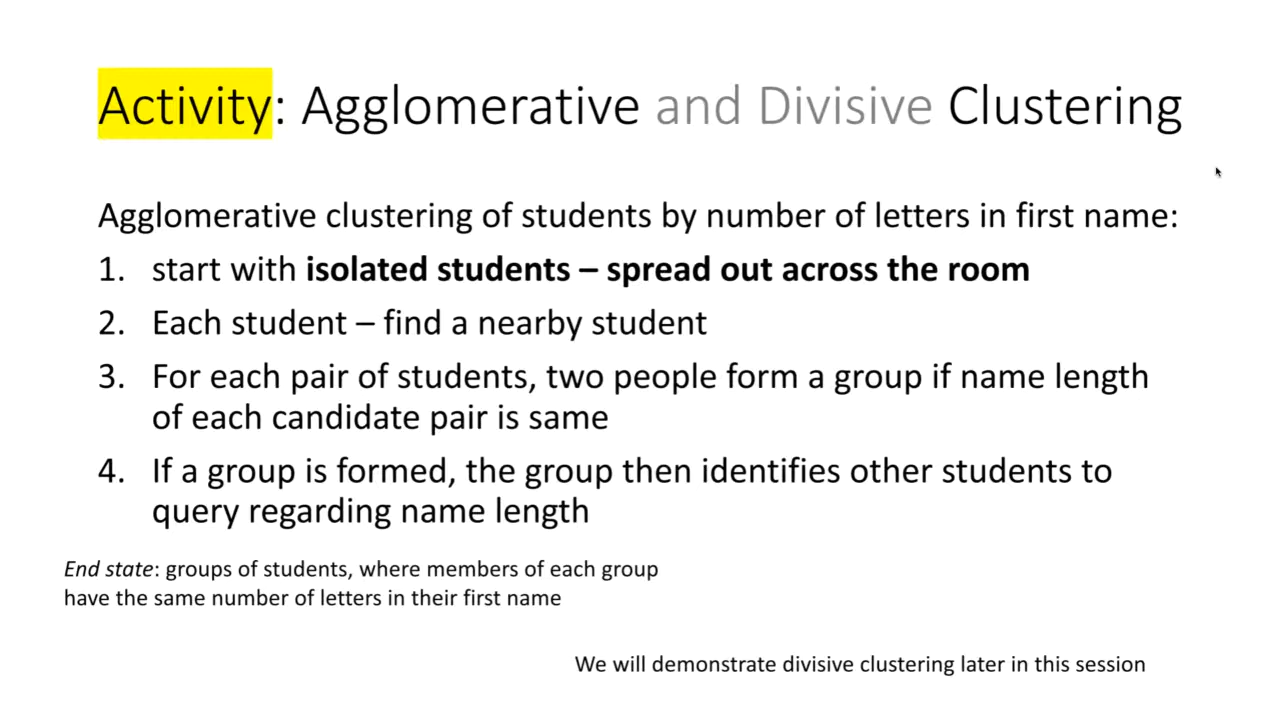 Activity: Agglomerative and Divisive Clustering
Agglomerative clustering of students by number of letters in first name:
1. start with isolated students – spread out across the room
2. Each student – find a nearby student
3. For each pair of students, two people form a group if name length
of each candidate pair is same
4. If a group is formed, the group then identifies other students to
query regarding name length
End state: groups of students, where members of each group
have the same number of letters in their first name
We will demonstrate divisive clustering later in this session